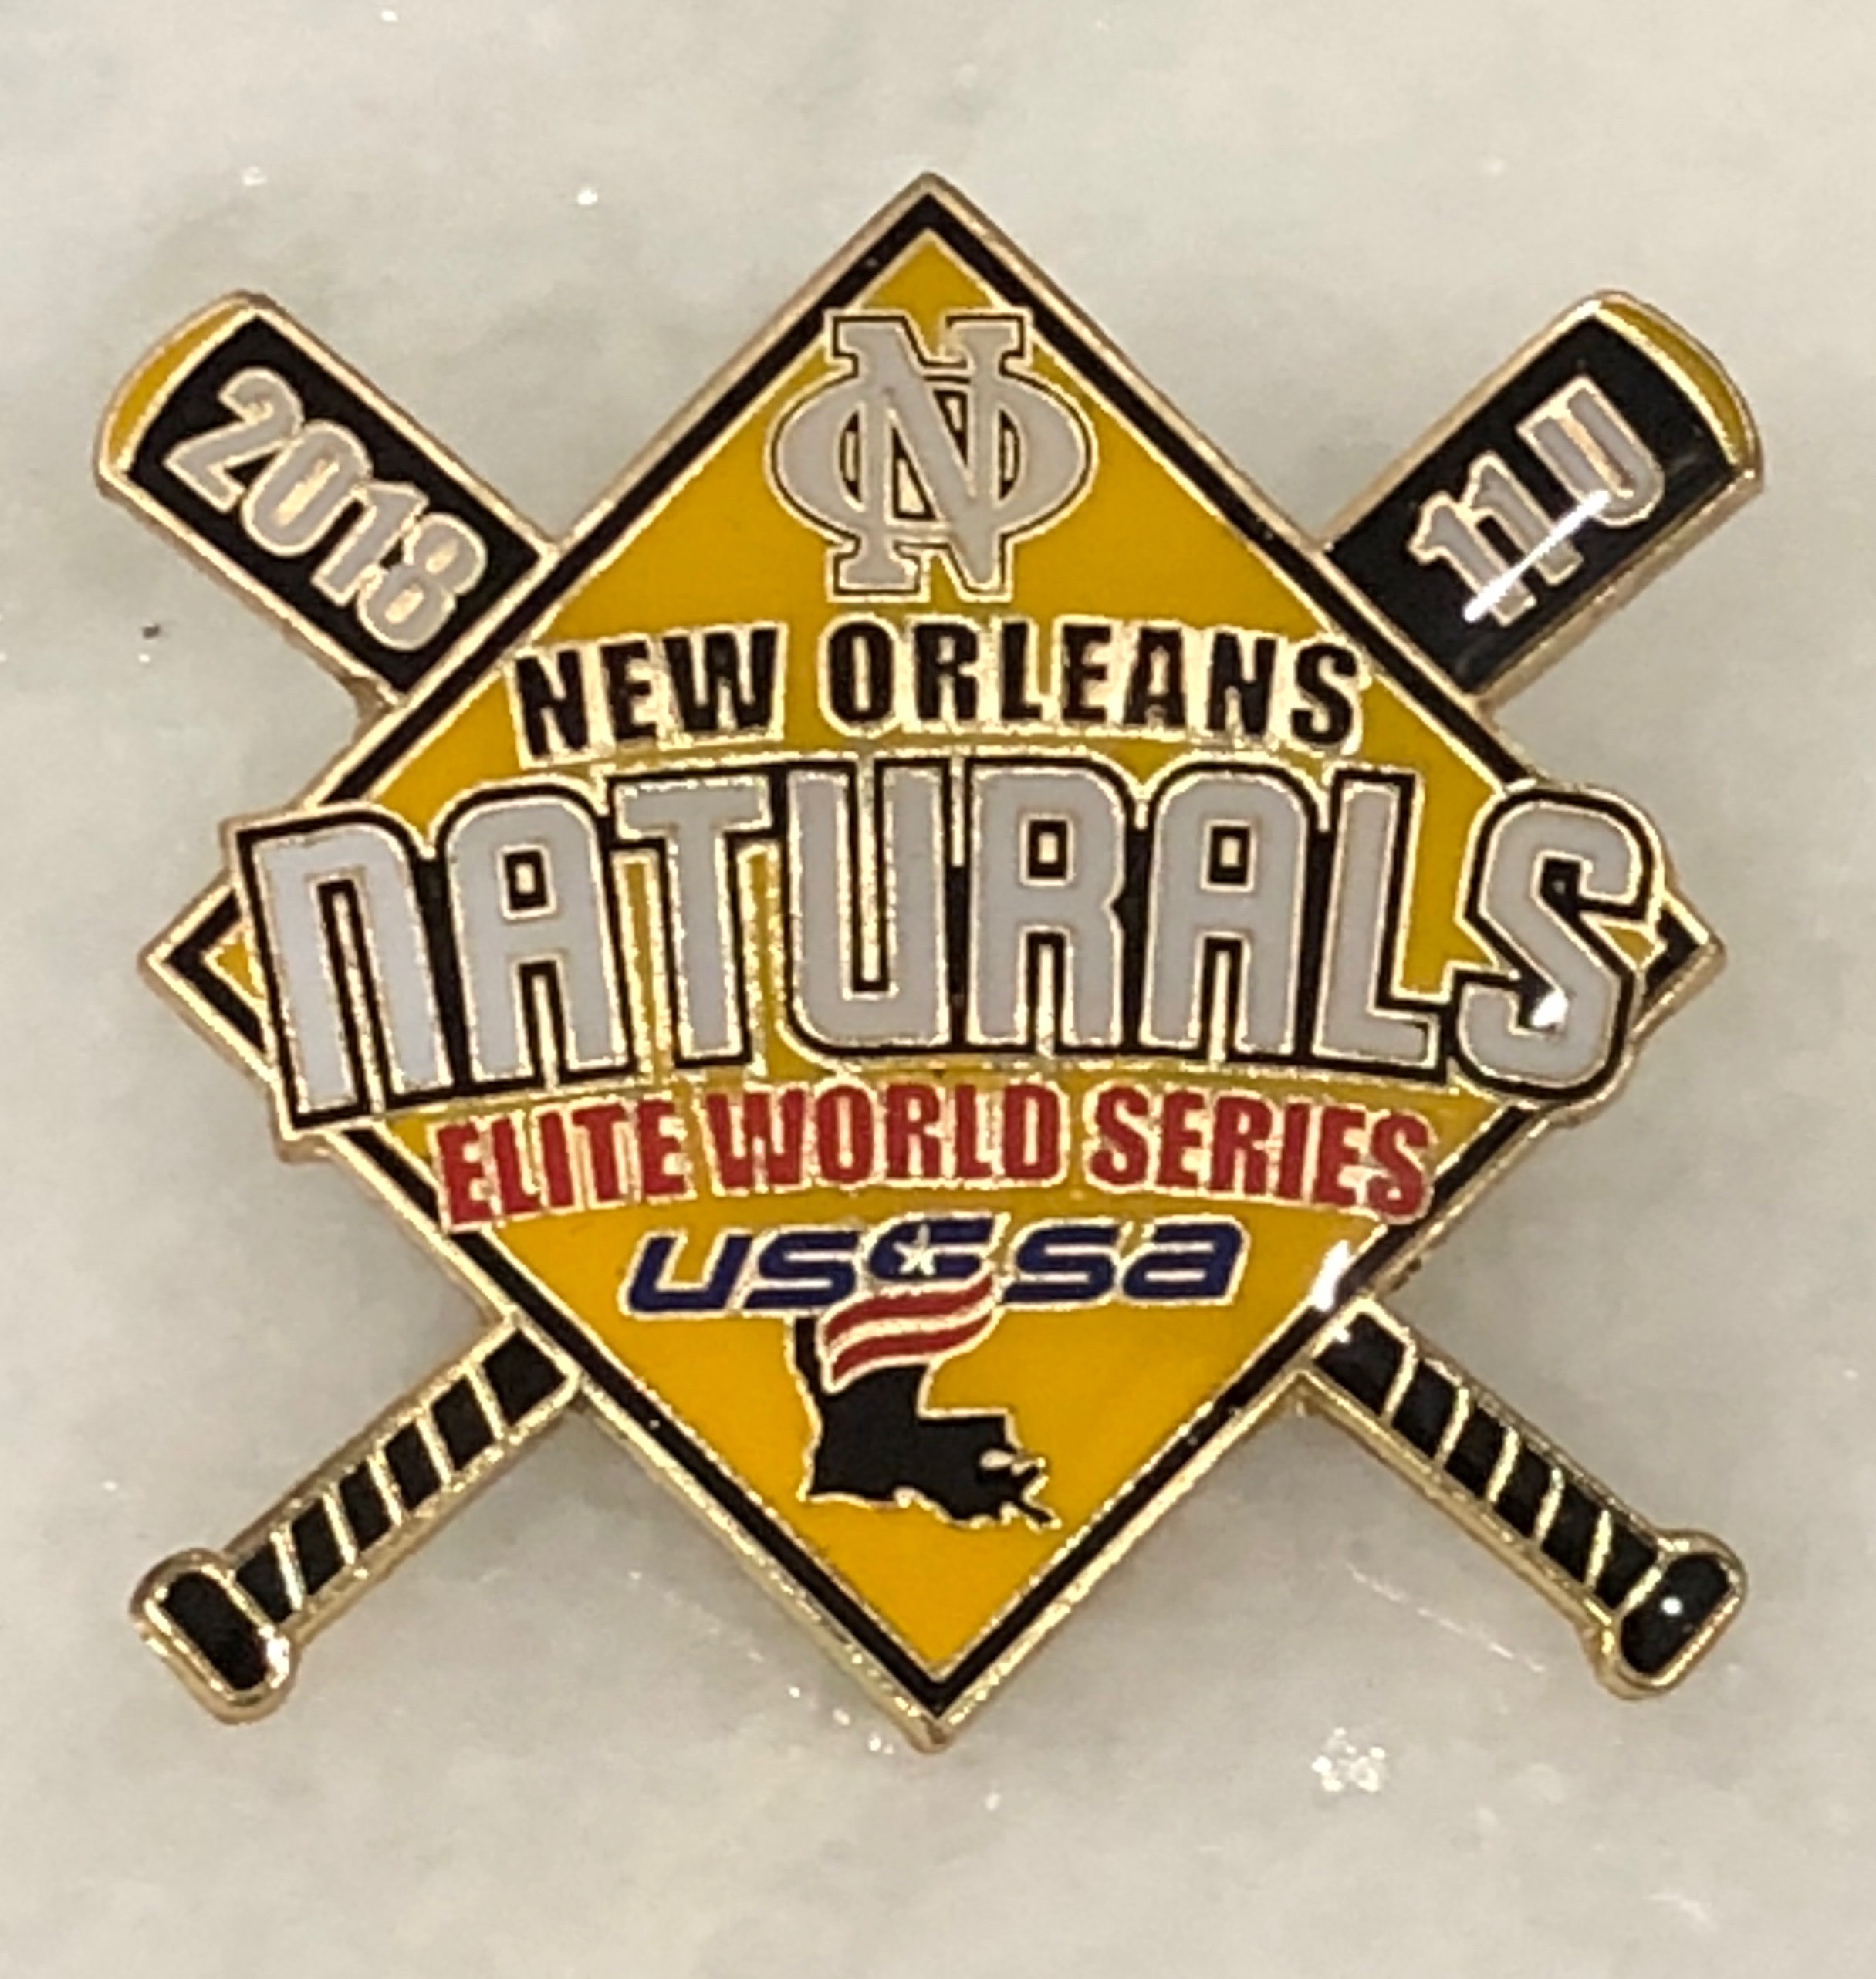 2018
11U
NO
NEW ORLEANS
NATURALS
ELITE WORLD SERIES
USSSA